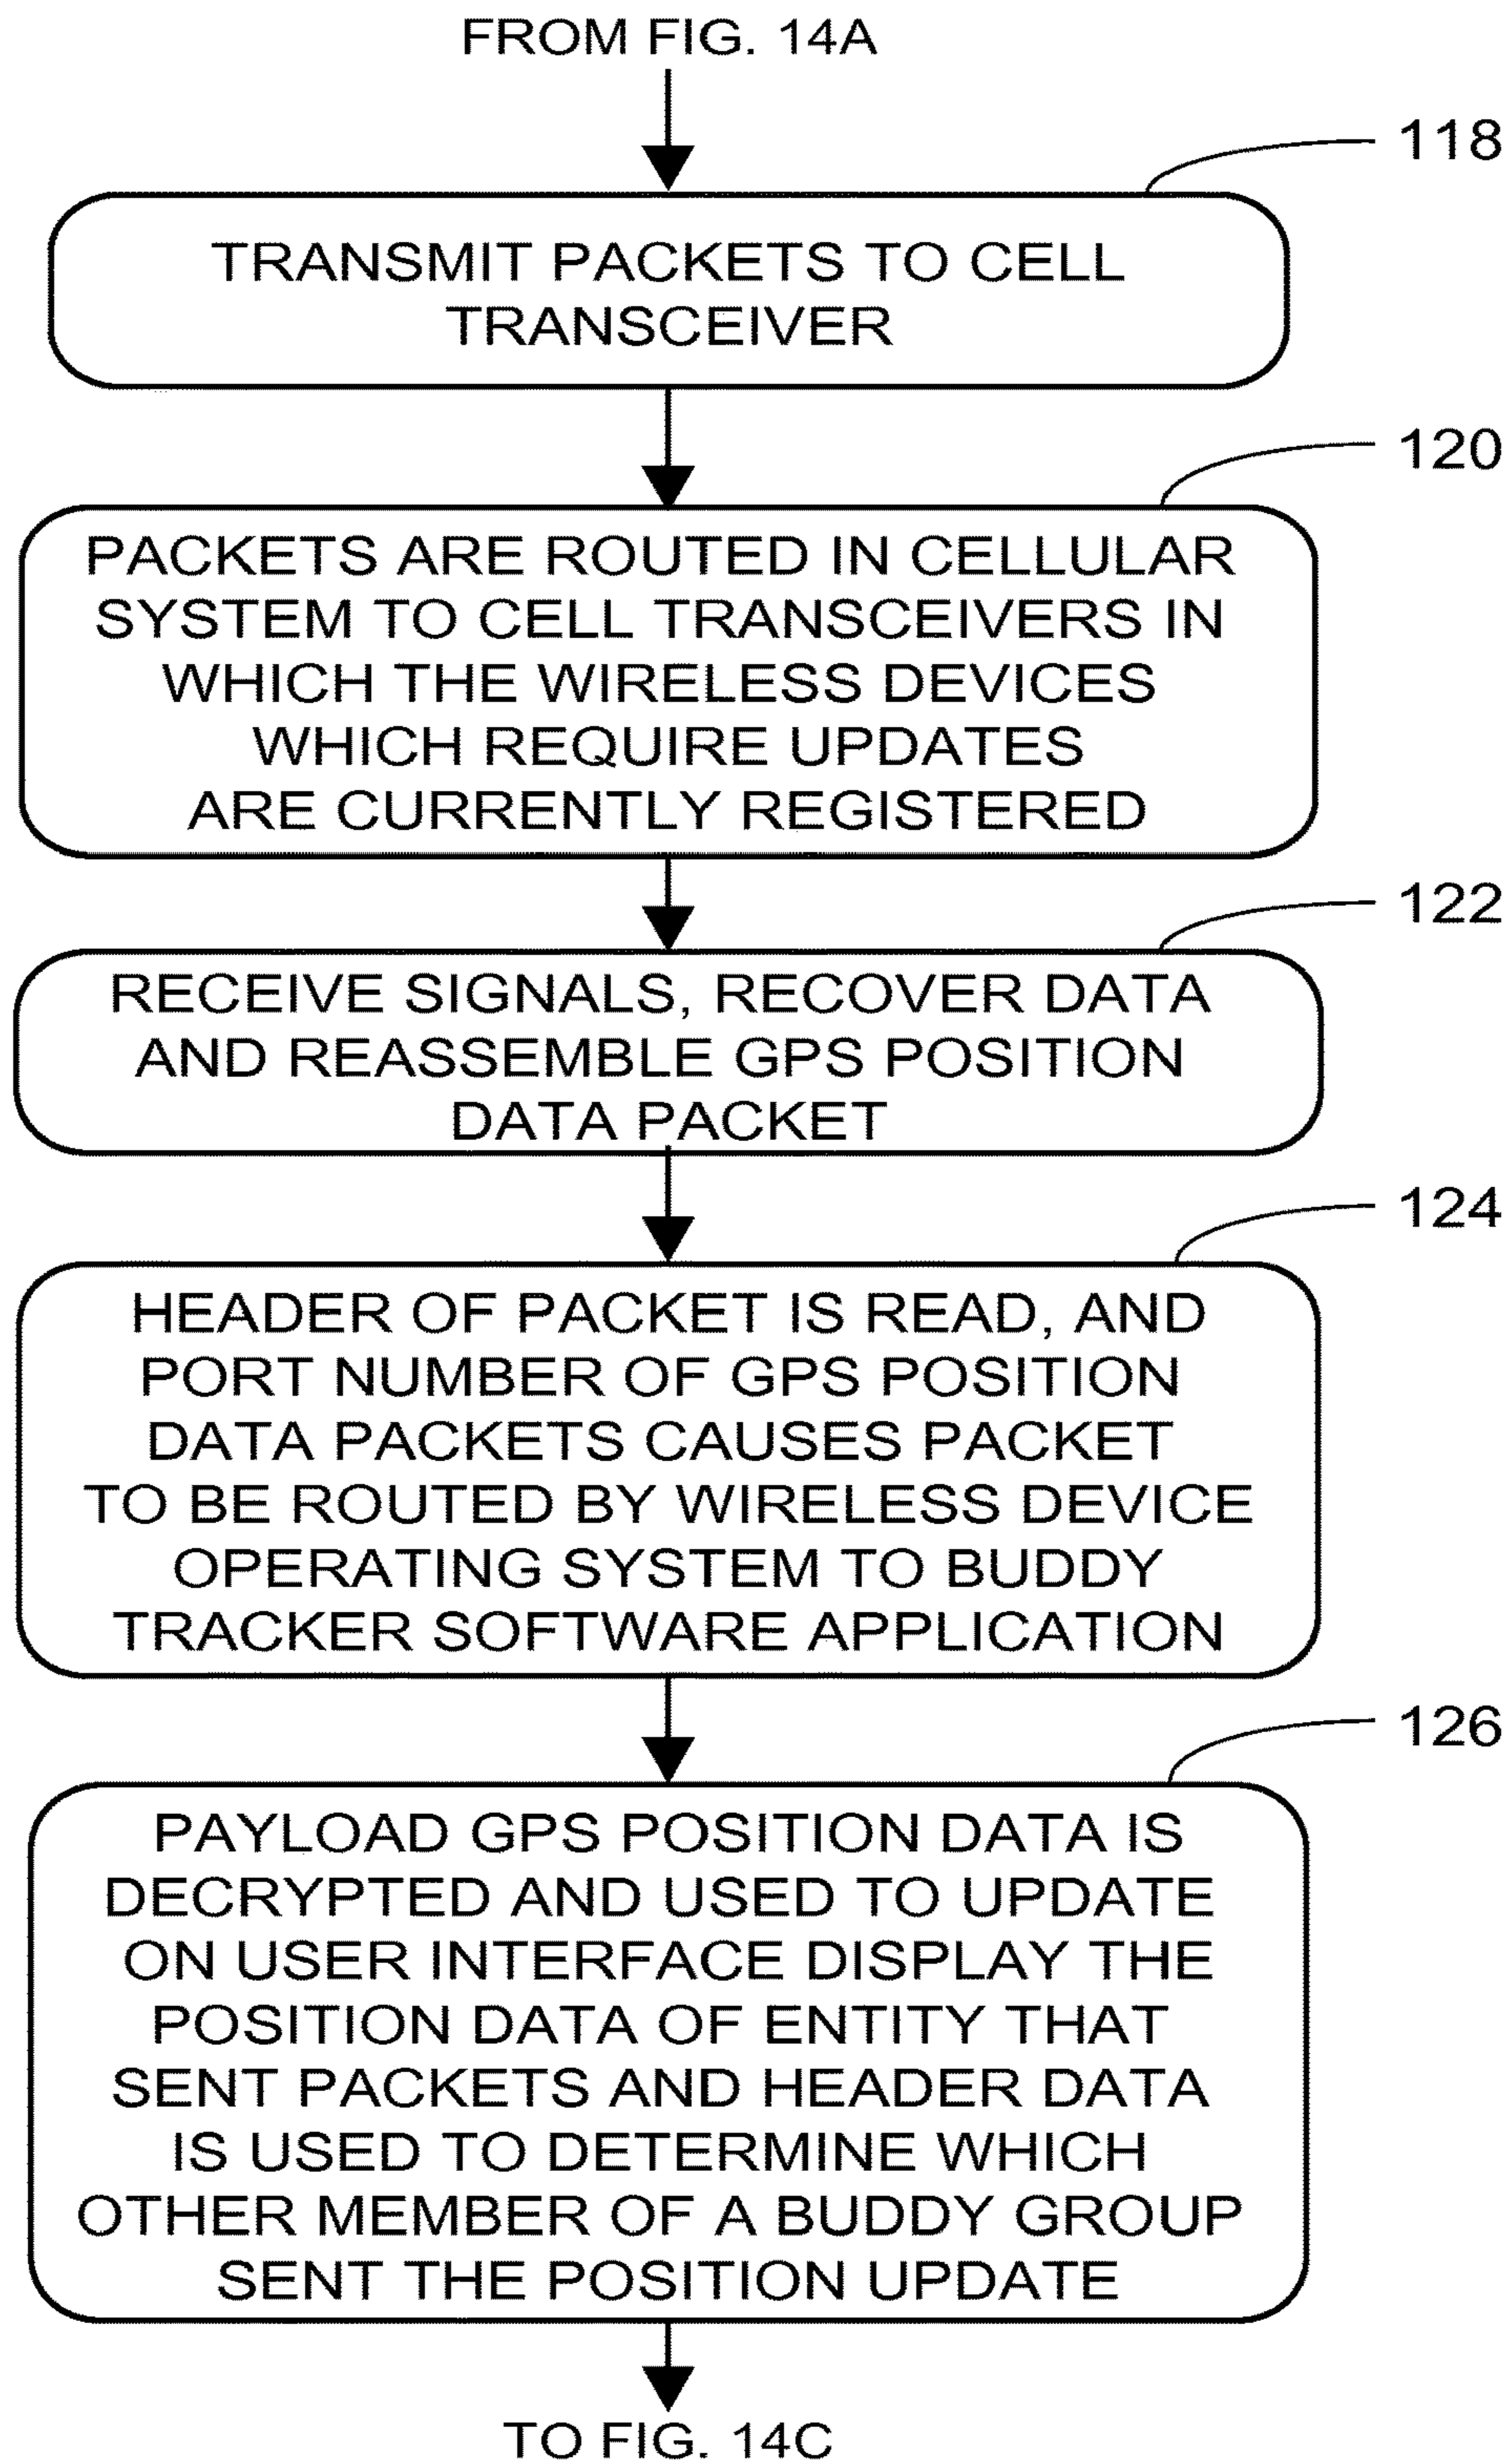 FROM FIG. 14A
118
TRANSMIT PACKETS TO CELL
TRANSCEIVER
120
PACKETS ARE ROUTED IN CELLULAR
SYSTEM TO CELL TRANSCEIVERS IN
WHICH THE WIRELESS DEVICES
WHICH REQUIRE UPDATES
ARE CURRENTLY REGISTERED
122
RECEIVE SIGNALS, RECOVER DATA
AND REASSEMBLE GPS POSITION
DATA PACKET
124
HEADER OF PACKET IS READ, AND
PORT NUMBER OF GPS POSITION
DATA PACKETS CAUSES PACKET
TO BE ROUTED BY WIRELESS DEVICE
OPERATING SYSTEM TO BUDDY
TRACKER SOFTWARE APPLICATION
126
PAYLOAD GPS POSITION DATA IS
DECRYPTED AND USED TO UPDATE
ON USER INTERFACE DISPLAY THE
POSITION DATA OF ENTITY THAT
SENT PACKETS AND HEADER DATA
IS USED TO DETERMINE WHICH
OTHER MEMBER OF A BUDDY GROUP
SENT THE POSITION UPDATE
TO FIG. 14C